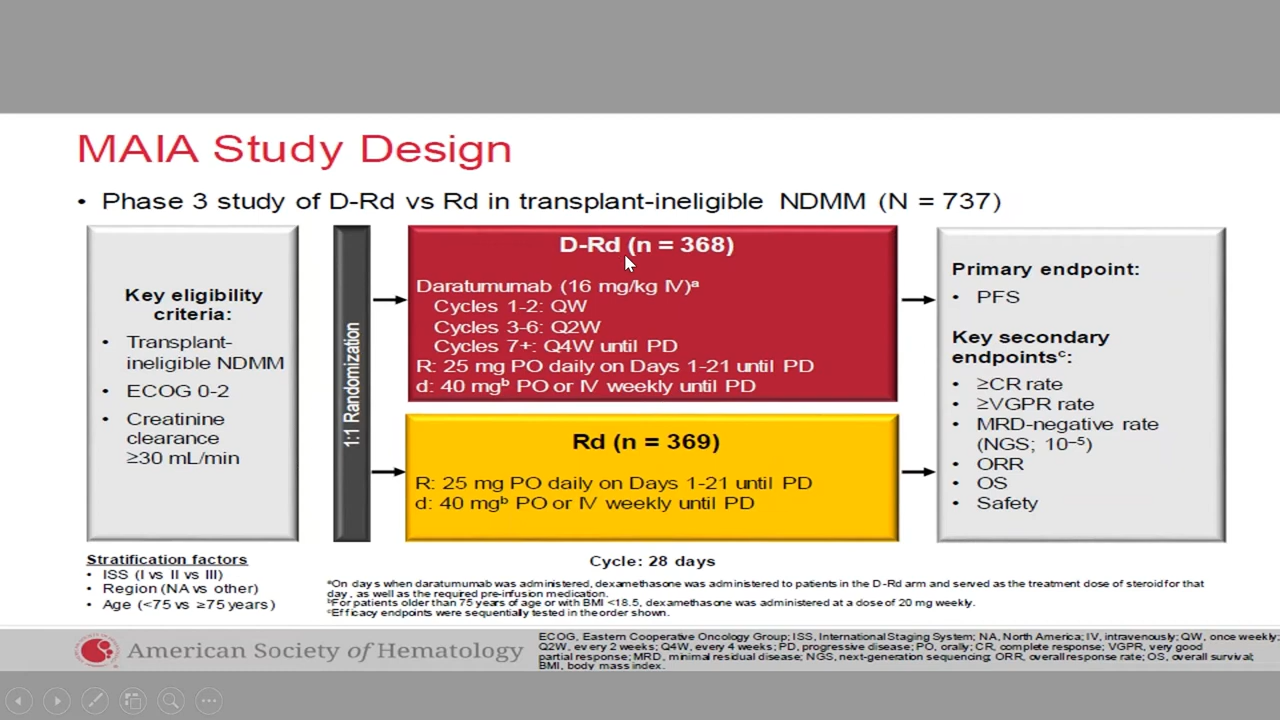 MAIA Study Design
• Phase 3 study of D-Rd vs Rd in transplant-ineligible NDMM (N = 737)
Key eligibility
criteria:
• Transplant-
ineligible NDMM
• ECOG 0-2
• Creatinine
clearance
≥30 mL/min
1:1 Randomization
D-Rd (n = 368)
Daratumumab (16 mg/kg IV)ᵃ
Cycles 1-2: QW
Cycles 3-6: Q2W
Cycles 7+: Q4W until PD
R: 25 mg PO daily on Days 1-21 until PD
d: 40 mgᵇ PO or IV weekly until PD
Rd (n = 369)
R: 25 mg PO daily on Days 1-21 until PD
d: 40 mgᵇ PO or IV weekly until PD
Primary endpoint:
• PFS
Key secondary
endpointsᶜ:
• ≥CR rate
• ≥VGPR rate
• MRD-negative rate
(NGS; 10⁻⁵)
• ORR
• OS
• Safety
Stratification factors
• ISS (I vs II vs III)
• Region (NA vs other)
• Age (<75 vs ≥75 years)
Cycle: 28 days
ᵃOn days when daratumumab was administered, dexamethasone was administered to patients in the D-Rd arm and served as the treatment dose of steroid for that
day, as well as the required pre-infusion medication.
ᵇFor patients older than 75 years of age or with BMI <18.5, dexamethasone was administered at a dose of 20 mg weekly.
ᶜEfficacy endpoints were sequentially tested in the order shown.
American Society of Hematology
ECOG, Eastern Cooperative Oncology Group; ISS, International Staging System; NA, North America; IV, intravenously; QW, once weekly;
Q2W, every 2 weeks; Q4W, every 4 weeks; PD, progressive disease; PO, orally; CR, complete response; VGPR, very good
partial response; MRD, minimal residual disease; NGS, next-generation sequencing; ORR, overall response rate; OS, overall survival;
BMI, body mass index.